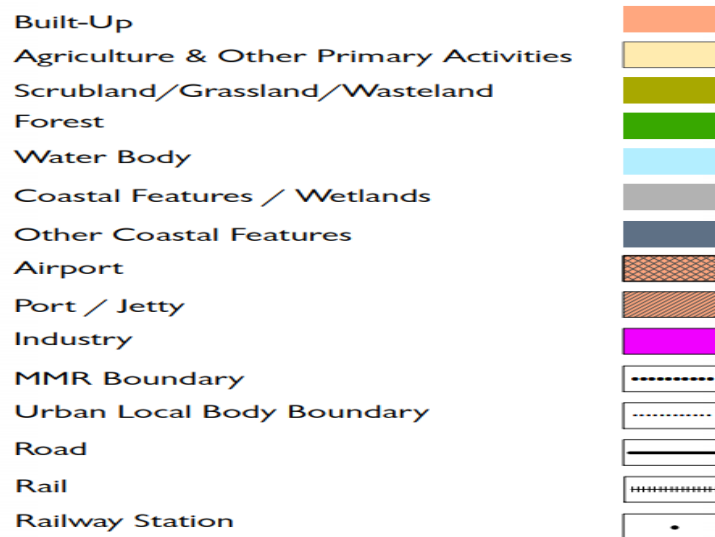 Built-Up
Agriculture & Other Primary Activities
Scrubland/Grassland/Wasteland
Forest
Water Body
Coastal Features / Wetlands
Other Coastal Features
Airport
Port / Jetty
Industry
MMR Boundary
Urban Local Body Boundary
Road
Rail
Railway Station